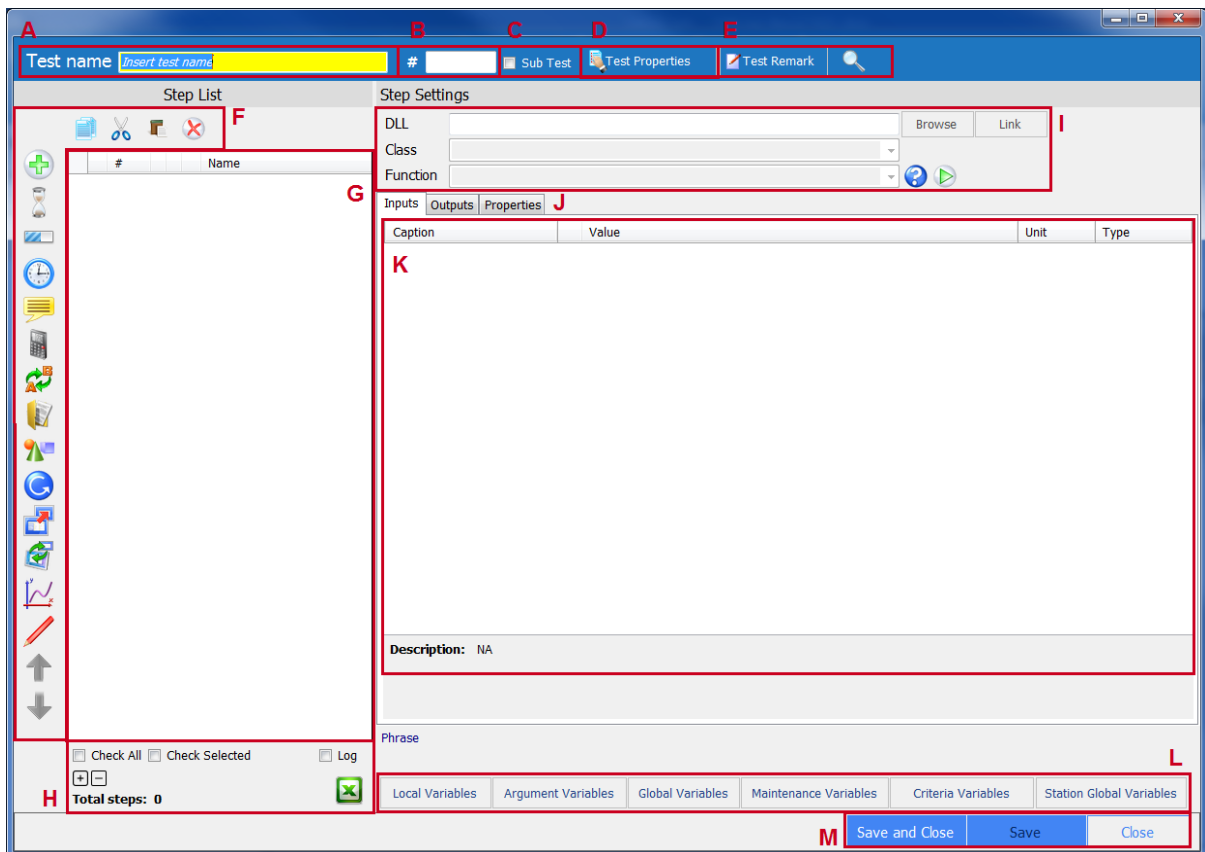 A B C D E
Test name Insert test name # Sub Test Test Properties Test Remark
Step List Step Settings
F
DLL Browse Link I
Class
# Name
Function
G
Inputs Outputs Properties J
Caption Value Unit Type
K
Description: NA
Phrase
Check All Check Selected Log
L
H Total steps: 0
Local Variables Argument Variables Global Variables Maintenance Variables Criteria Variables Station Global Variables
M Save and Close Save Close